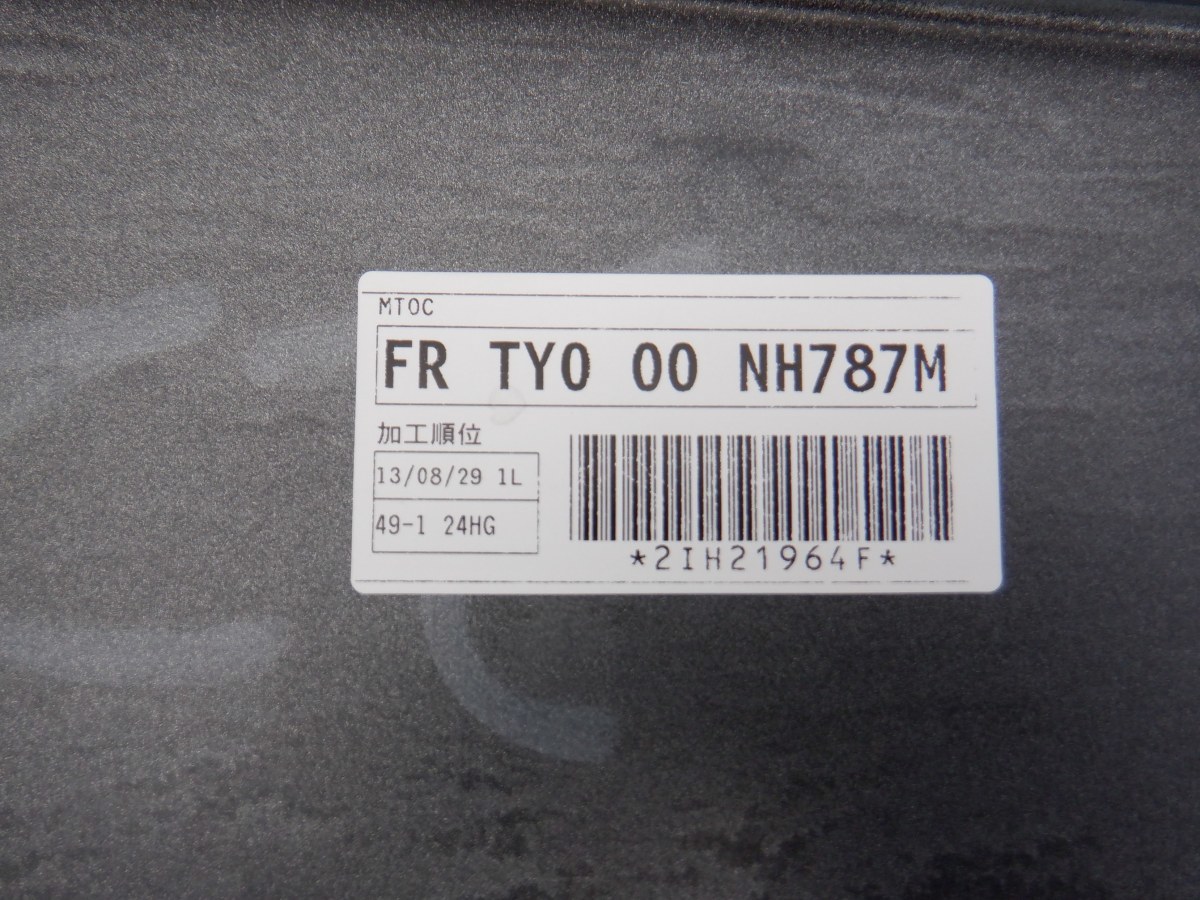 MTOC
FR TY0 00 NH787M
加工順位
13/08/29 1L
49-1 24HG
*2IH21964F*